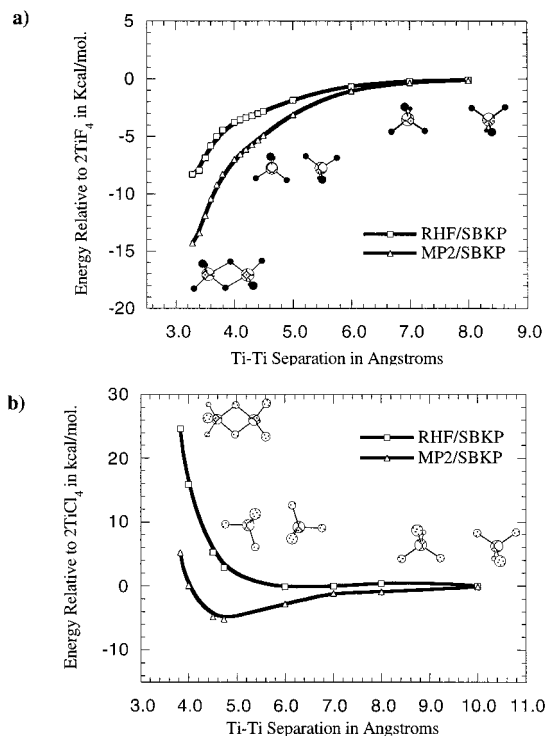 a)
Energy Relative to 2TiF4 in Kcal/mol.
5
0
-5
-10
-15
-20
RHF/SBKP
MP2/SBKP
3.0 4.0 5.0 6.0 7.0 8.0 9.0
Ti-Ti Separation in Angstroms
b)
Energy Relative to 2TiCl4 in kcal/mol.
30
20
10
0
-10
RHF/SBKP
MP2/SBKP
3.0 4.0 5.0 6.0 7.0 8.0 9.0 10.0 11.0
Ti-Ti Separation in Angstroms